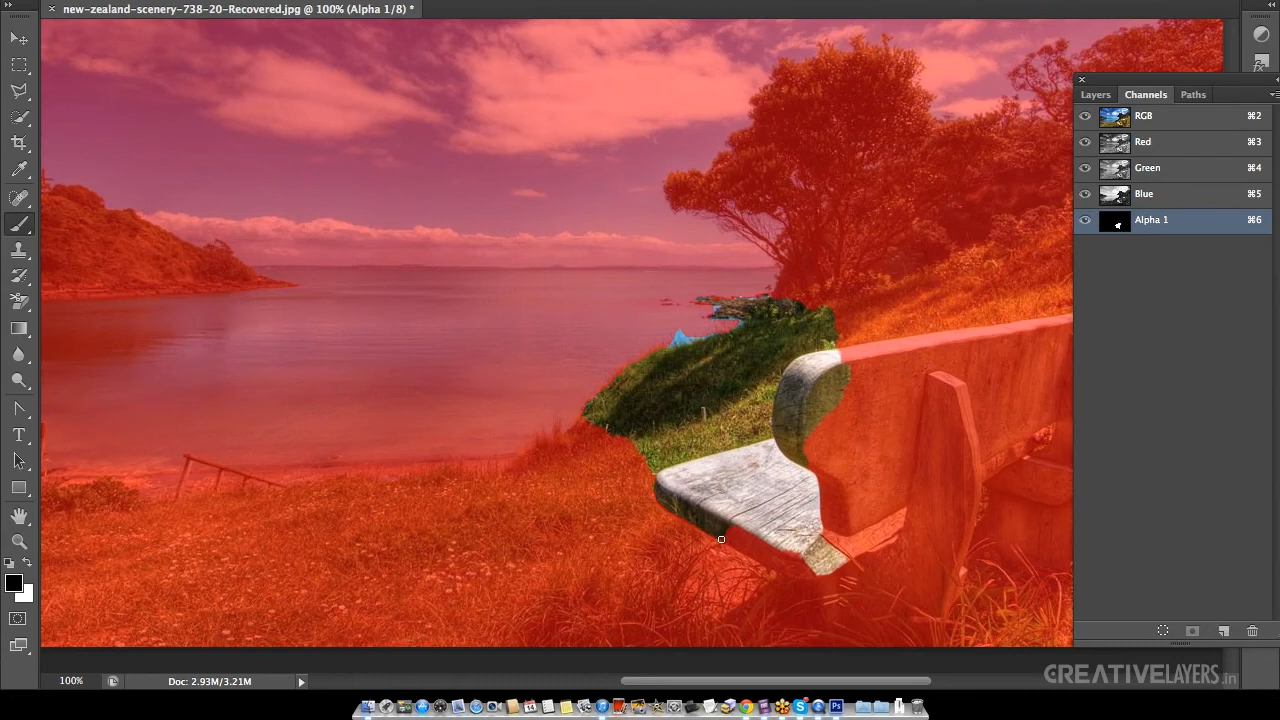 new-zealand-scenery-738-20-Recovered.jpg @ 100% (Alpha 1/8) *
Layers Channels Paths
RGB ⌘2
Red ⌘3
Green ⌘4
Blue ⌘5
Alpha 1 ⌘6
100% Doc: 2.93M/3.21M
CREATIVELAYERS.in